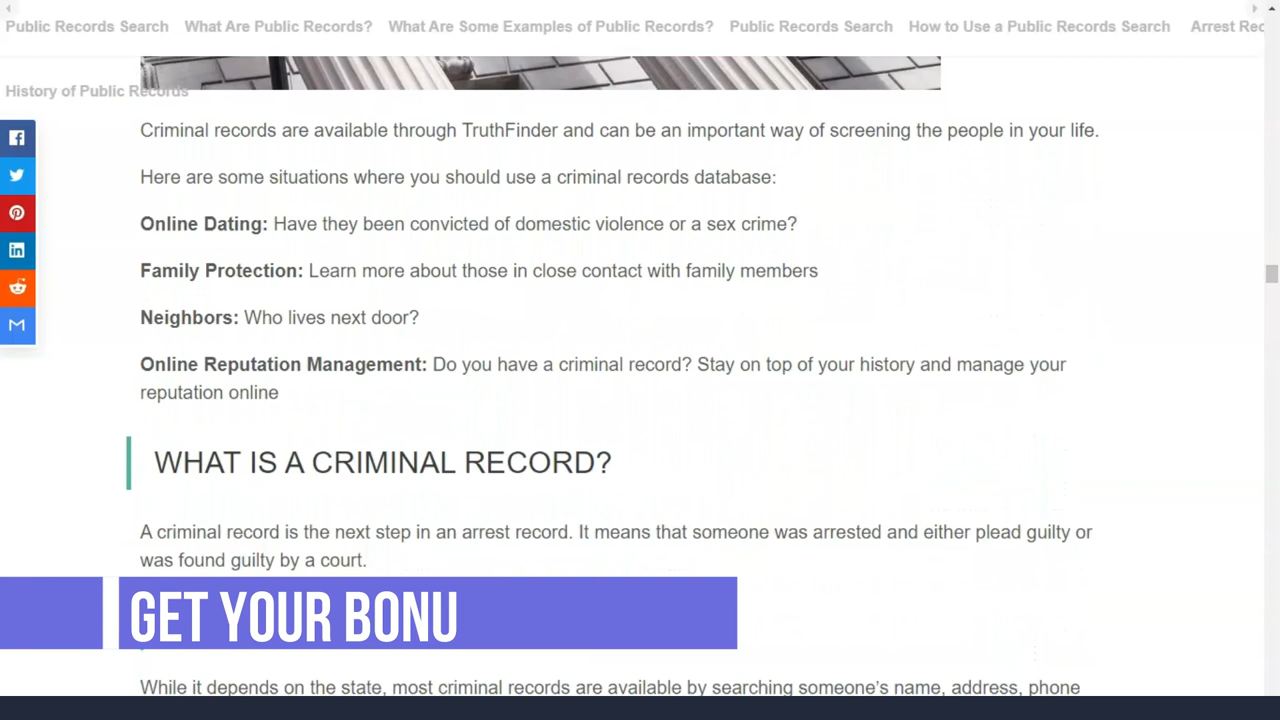 Public Records Search What Are Public Records? What Are Some Examples of Public Records? Public Records Search How to Use a Public Records Search Arrest Rec
History of Public Records
Criminal records are available through TruthFinder and can be an important way of screening the people in your life.
Here are some situations where you should use a criminal records database:
Online Dating: Have they been convicted of domestic violence or a sex crime?
Family Protection: Learn more about those in close contact with family members
Neighbors: Who lives next door?
Online Reputation Management: Do you have a criminal record? Stay on top of your history and manage your
reputation online
WHAT IS A CRIMINAL RECORD?
A criminal record is the next step in an arrest record. It means that someone was arrested and either plead guilty or
was found guilty by a court.
GET YOUR BONU
While it depends on the state, most criminal records are available by searching someone's name, address, phone